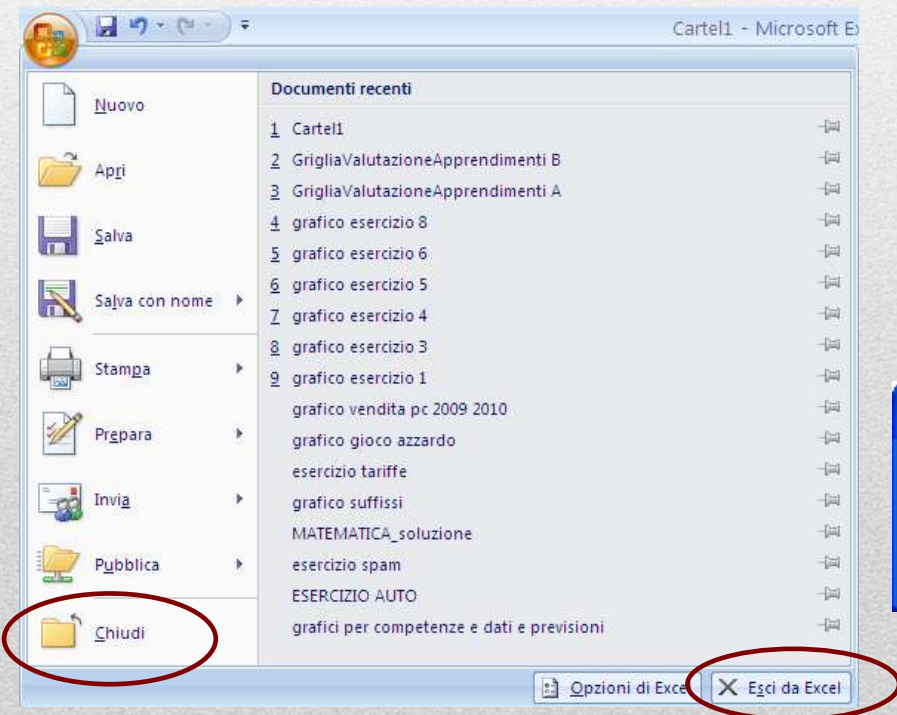 Cartel1 - Microsoft Ex
Nuovo
Apri
Salva
Salva con nome
Stampa
Prepara
Invia
Pubblica
Chiudi
Documenti recenti
1 Cartel1
2 GrigliaValutazioneApprendimenti B
3 GrigliaValutazioneApprendimenti A
4 grafico esercizio 8
5 grafico esercizio 6
6 grafico esercizio 5
7 grafico esercizio 4
8 grafico esercizio 3
9 grafico esercizio 1
grafico vendita pc 2009 2010
grafico gioco azzardo
esercizio tariffe
grafico suffissi
MATEMATICA_soluzione
esercizio spam
ESERCIZIO AUTO
grafici per competenze e dati e previsioni
Opzioni di Excel
Esci da Excel